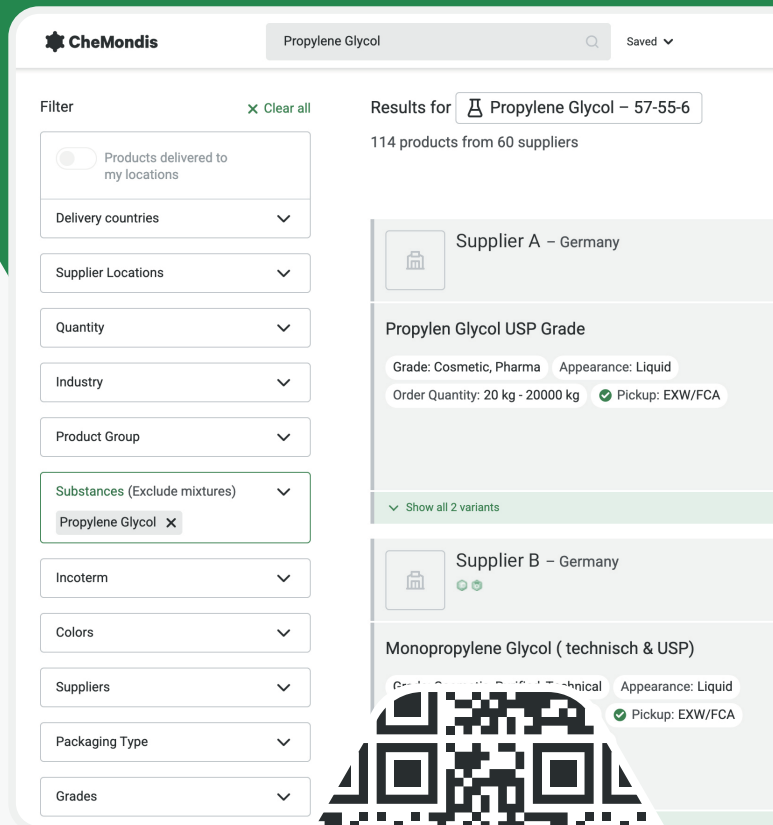 CheMondis
Propylene Glycol
Saved
Filter
Clear all
Products delivered to
my locations
Delivery countries
Supplier Locations
Quantity
Industry
Product Group
Substances (Exclude mixtures)
Propylene Glycol
Incoterm
Colors
Suppliers
Packaging Type
Grades
Results for Propylene Glycol – 57-55-6
114 products from 60 suppliers
Supplier A – Germany
Propylen Glycol USP Grade
Grade: Cosmetic, Pharma Appearance: Liquid
Order Quantity: 20 kg - 20000 kg Pickup: EXW/FCA
Show all 2 variants
Supplier B – Germany
Monopropylene Glycol ( technisch & USP)
Grade: Cosmetic, Purified, Technical Appearance: Liquid
Pickup: EXW/FCA